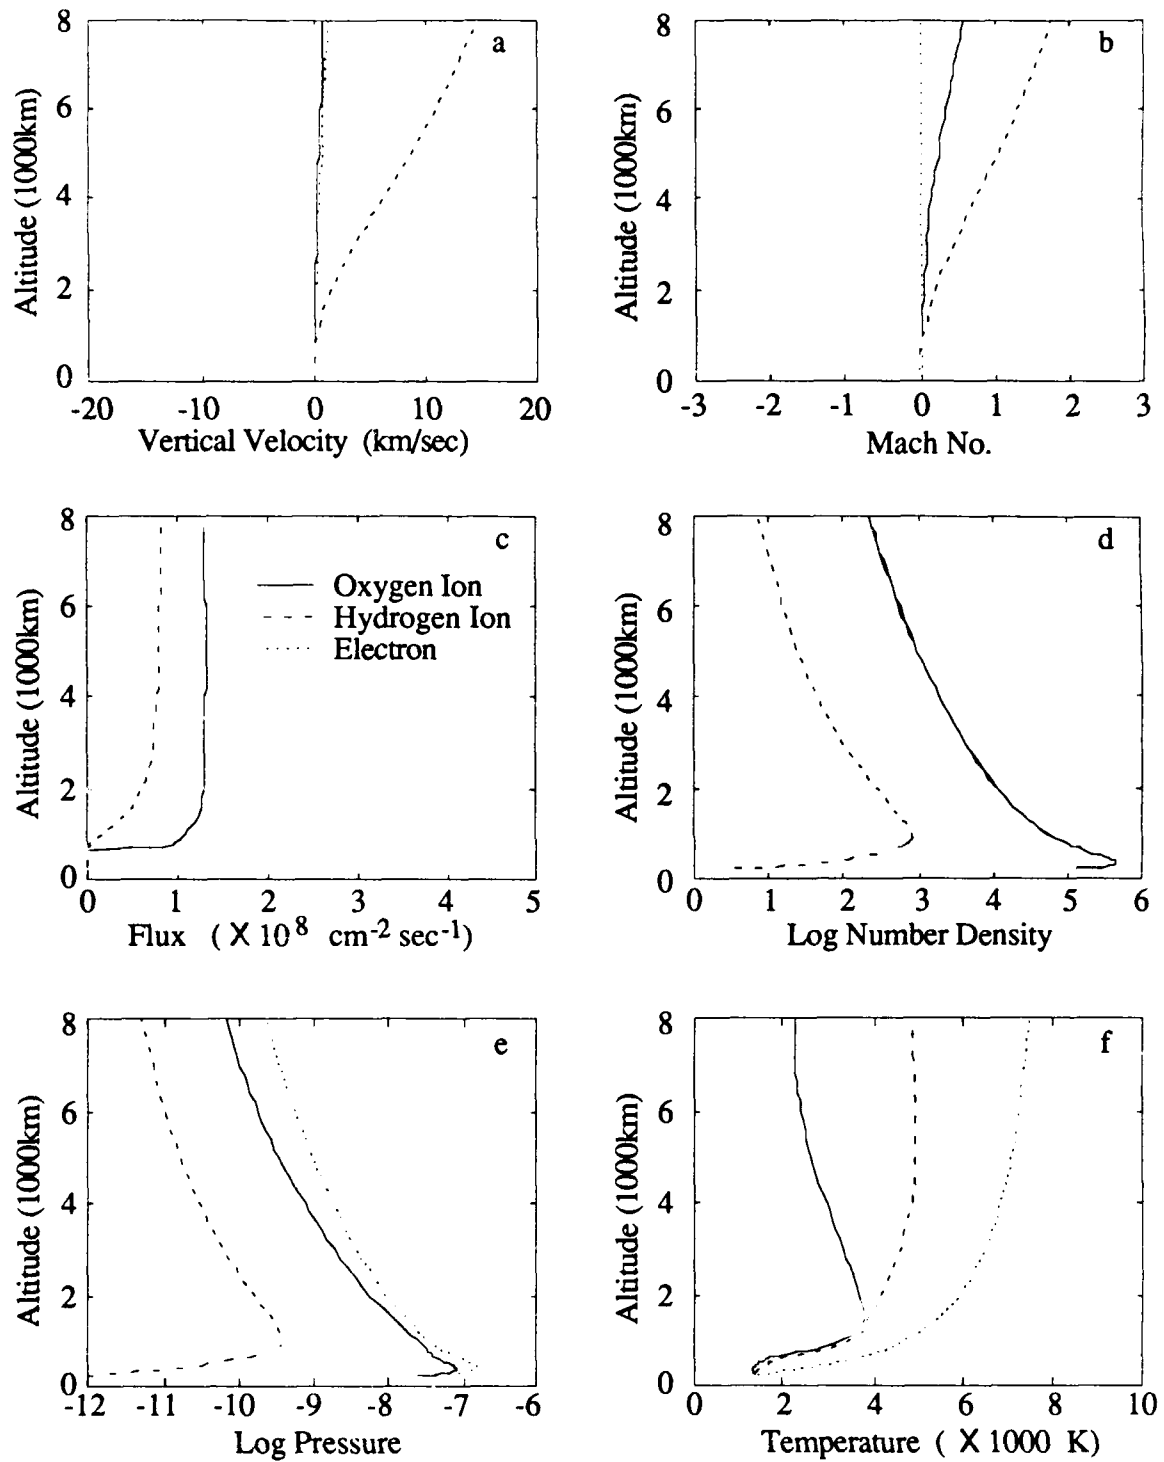 8 a
6
4
2
0
Altitude (1000km)
-20 -10 0 10 20
Vertical Velocity (km/sec)
8 b
6
4
2
0
Altitude (1000km)
-3 -2 -1 0 1 2 3
Mach No.
8 c
6
4
2
0
Altitude (1000km)
Oxygen Ion
Hydrogen Ion
Electron
0 1 2 3 4 5
Flux ( X 10⁸ cm⁻² sec⁻¹)
8 d
6
4
2
0
Altitude (1000km)
0 1 2 3 4 5 6
Log Number Density
8 e
6
4
2
0
Altitude (1000km)
-12 -11 -10 -9 -8 -7 -6
Log Pressure
8 f
6
4
2
0
Altitude (1000km)
0 2 4 6 8 10
Temperature ( X 1000 K)